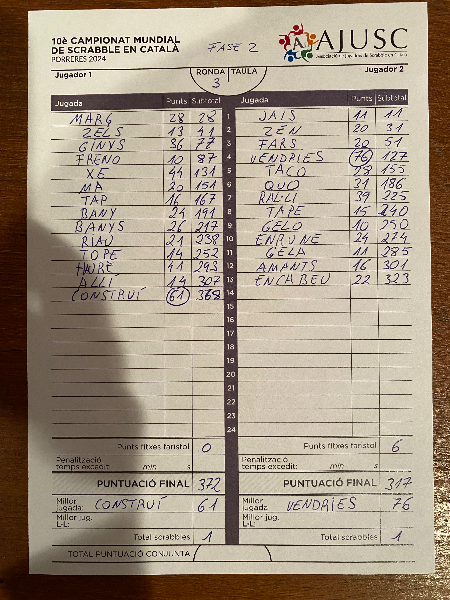 10è CAMPIONAT MUNDIAL
DE SCRABBLE EN CATALÀ
PORRERES 2024
FASE 2
AJUSC
Jugador 1 RONDA TAULA Jugador 2
3
Jugada Punts Subtotal Jugada Punts Subtotal
MARG 28 28 1 JAIS 11 11
ZELS 13 41 2 ZEN 20 31
GINYS 36 77 3 FARS 20 51
FRENO 10 87 4 VENDRIES 76 127
XE 44 131 5 TACO 28 155
MA 20 151 6 QUO 31 186
TAP 16 167 7 RAL·LI 39 225
BANY 24 191 8 TAPE 15 240
BANYS 26 217 9 GELO 10 250
RIAU 21 238 10 ENRUNE 24 274
TOPE 14 252 11 GELA 11 285
41 293 12 AMANTS 16 301
ALLÍ 14 307 13 ENCABEU 22 323
CONSTRUÍ 61 368 14
15
16
17
18
19
20
21
22
23
24
Punts fitxes faristol 0 Punts fitxes faristol 6
Penalització
temps excedit: min s Penalització
temps excedit: min s
PUNTUACIÓ FINAL 372 PUNTUACIÓ FINAL 317
Millor
jugada: CONSTRUÍ 61 Millor
jugada: VENDRIES 76
Millor jug.
L·L: Millor jug.
L·L:
Total scrabbles 1 Total scrabbles 1
TOTAL PUNTUACIÓ CONJUNTA